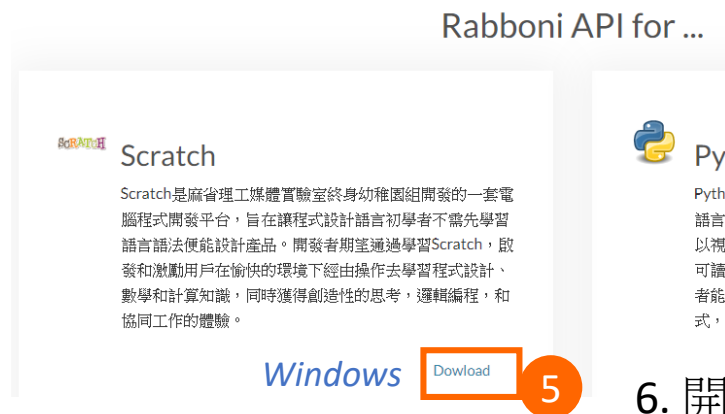 Rabboni API for ...
SCRATCH
Scratch
Scratch是麻省理工媒體實驗室終身幼稚園組開發的一套電
腦程式開發平台，旨在讓程式設計語言初學者不需先學習
語言語法便能設計產品。開發者期望通過學習Scratch，啟
發和激勵用戶在愉快的環境下經由操作去學習程式設計、
數學和計算知識，同時獲得創造性的思考，邏輯編程，和
協同工作的體驗。
Windows
Dowload
5
Py
Pyth
語言
以視
可讀
者能
式，
6. 開